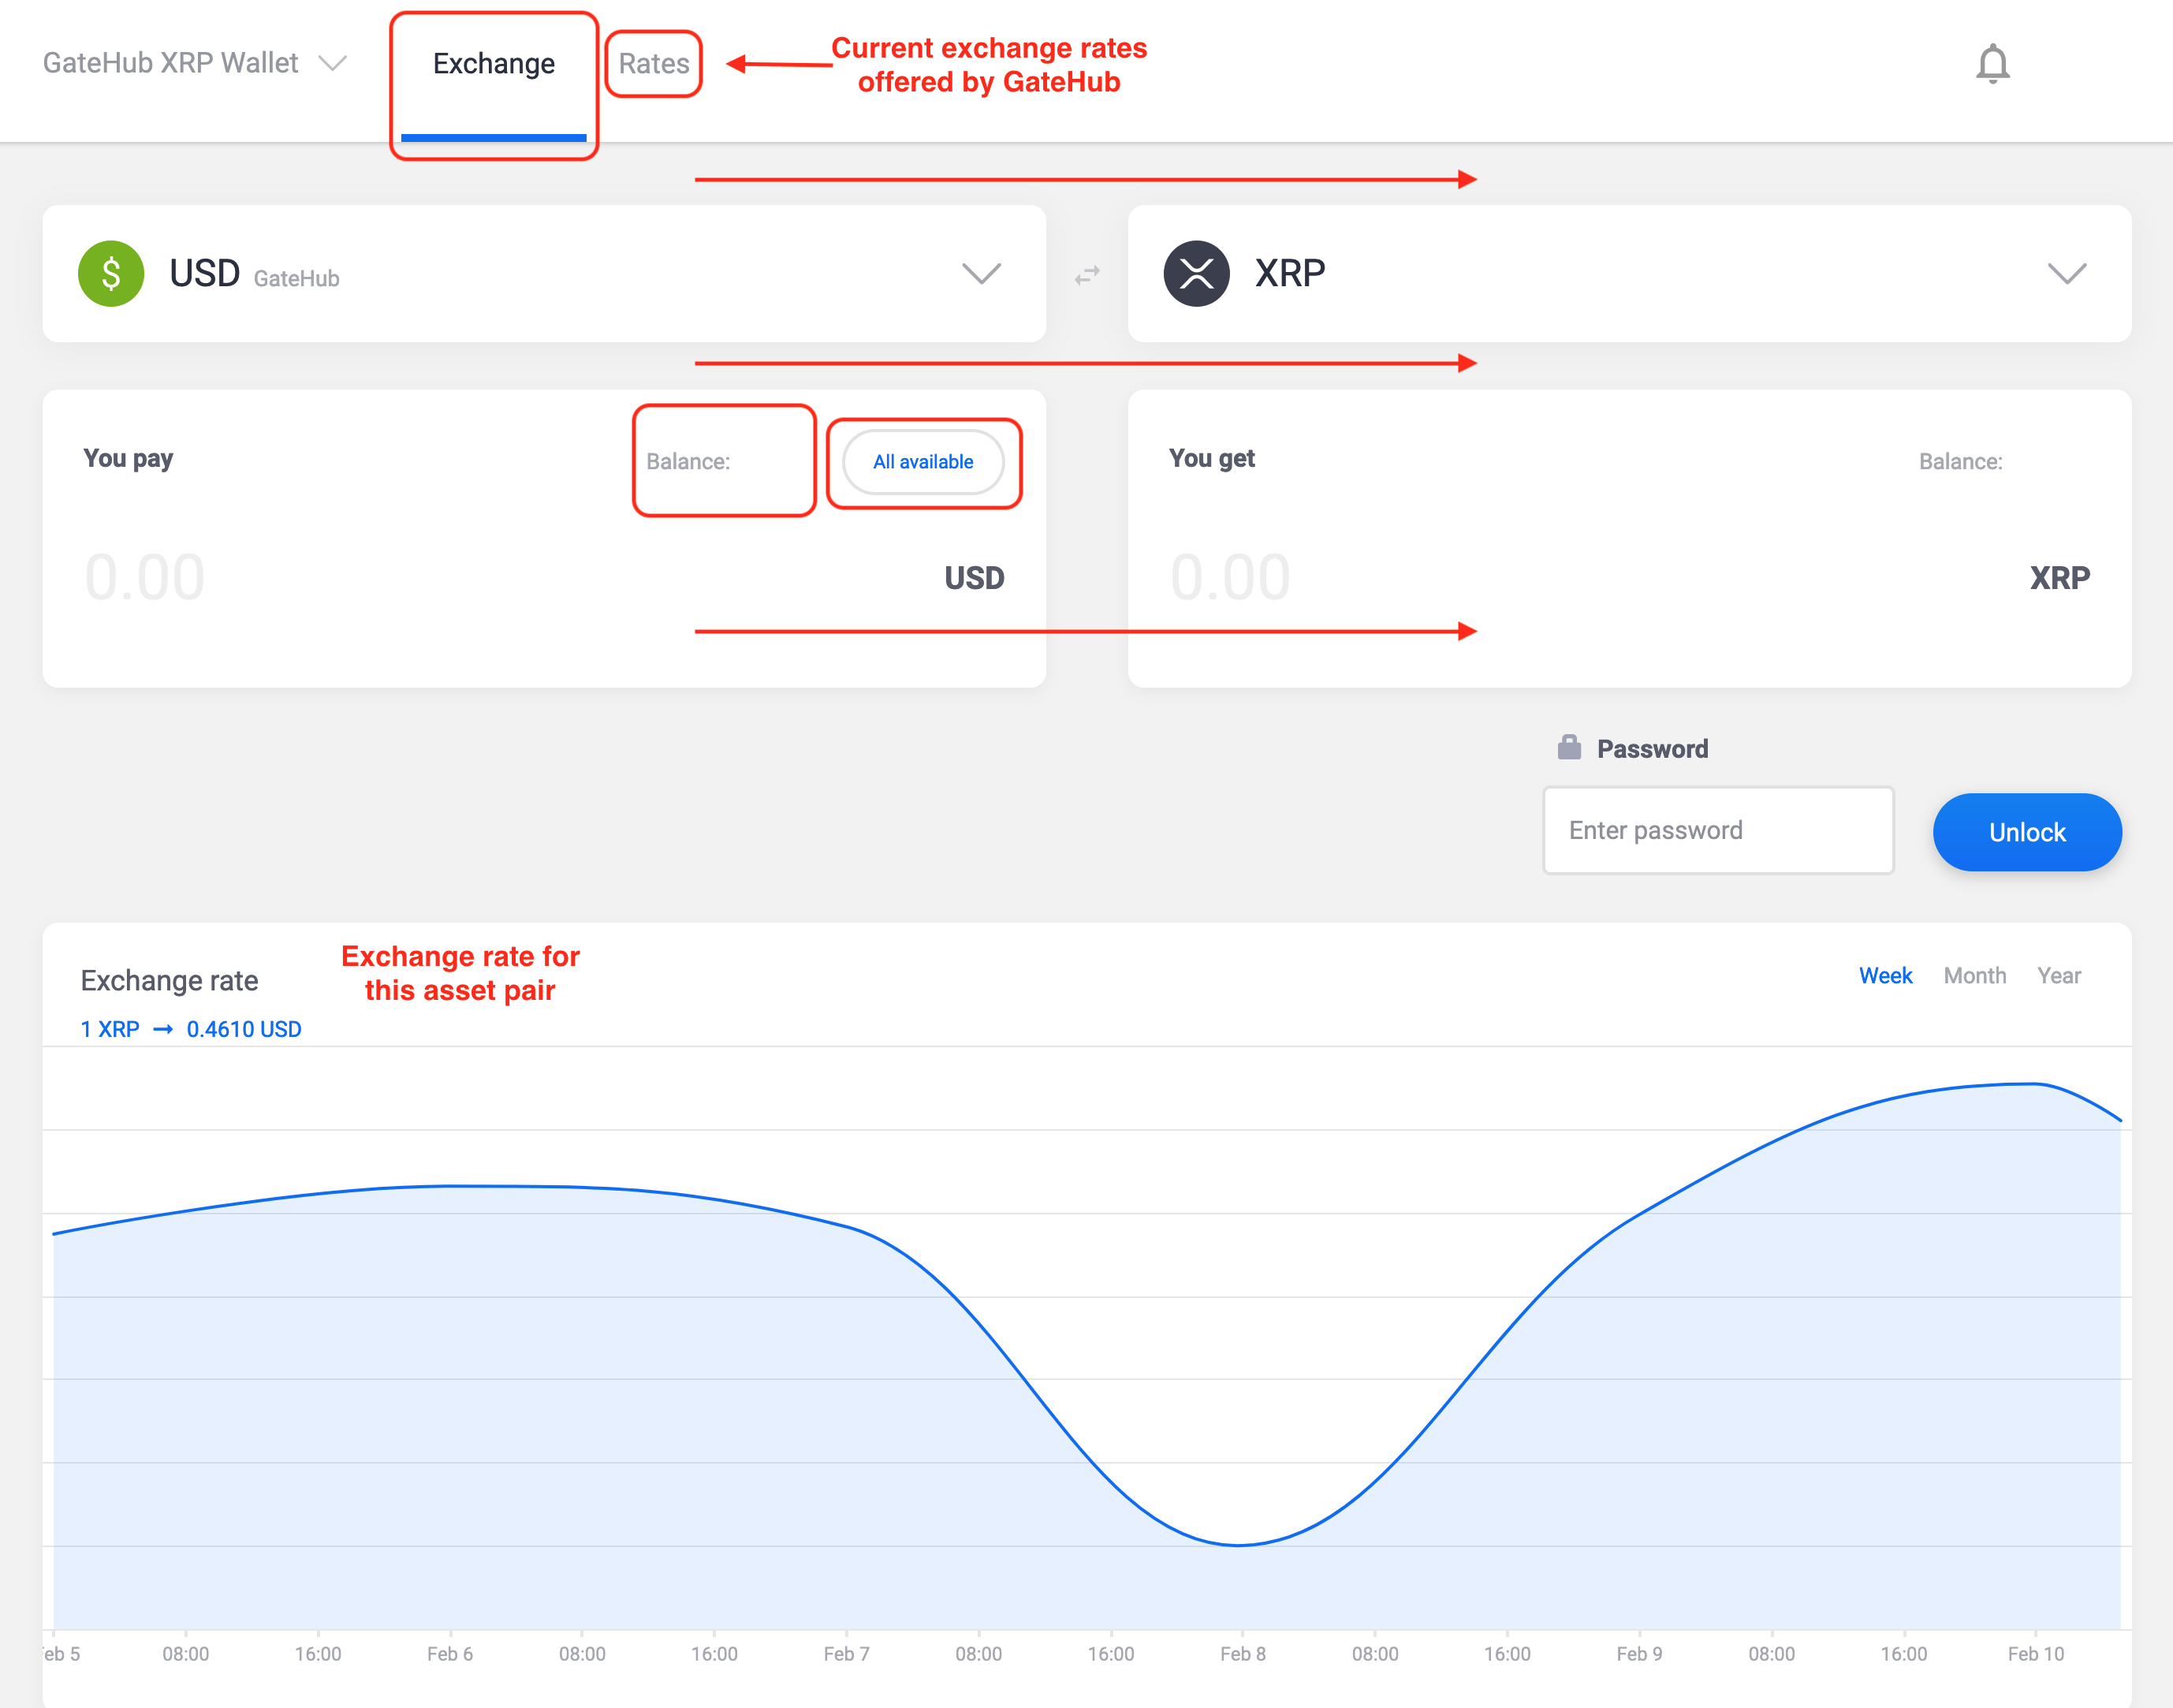 GateHub XRP Wallet
Exchange
Rates
Current exchange rates
offered by GateHub
$
USD GateHub
XRP
You pay
Balance:
All available
0.00
USD
You get
Balance:
0.00
XRP
Password
Enter password
Unlock
Exchange rate
1 XRP → 0.4610 USD
Exchange rate for
this asset pair
Week Month Year
eb 5 08:00 16:00 Feb 6 08:00 16:00 Feb 7 08:00 16:00 Feb 8 08:00 16:00 Feb 9 08:00 16:00 Feb 10